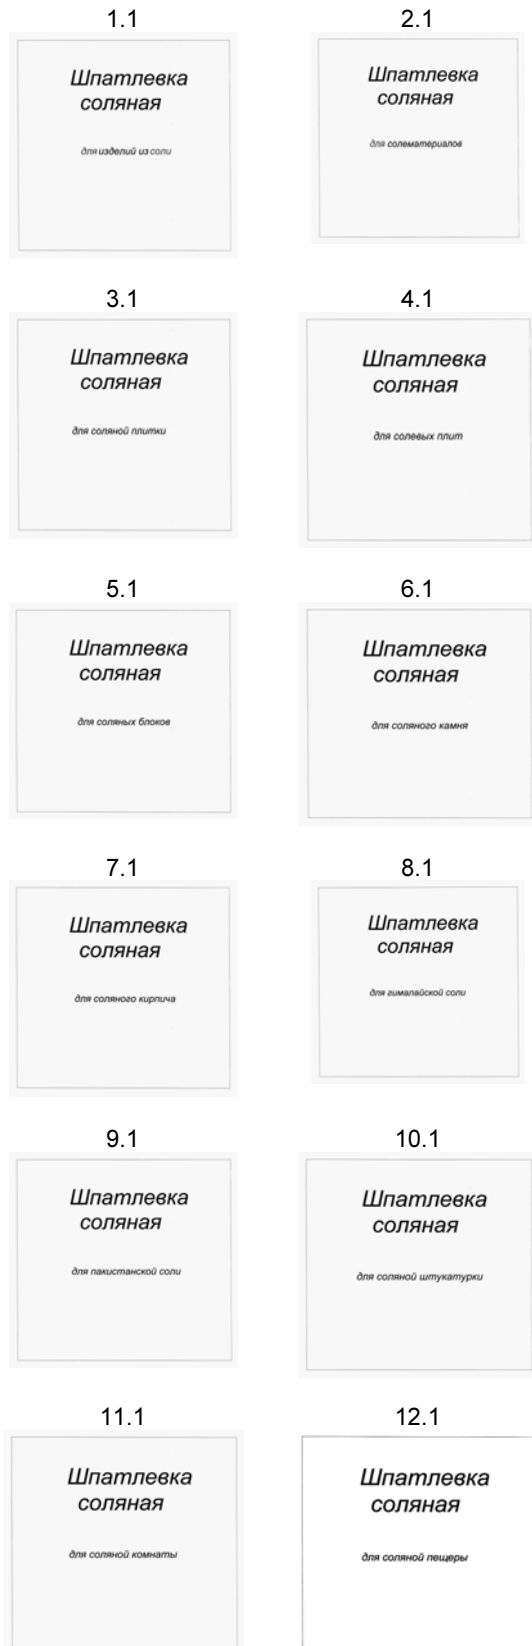 1.1
Шпатлевка
соляная
для изделий из соли
2.1
Шпатлевка
соляная
для солематериалов
3.1
Шпатлевка
соляная
для соляной плитки
4.1
Шпатлевка
соляная
для солевых плит
5.1
Шпатлевка
соляная
для соляных блоков
6.1
Шпатлевка
соляная
для соляного камня
7.1
Шпатлевка
соляная
для соляного кирпича
8.1
Шпатлевка
соляная
для гималайской соли
9.1
Шпатлевка
соляная
для пакистанской соли
10.1
Шпатлевка
соляная
для соляной штукатурки
11.1
Шпатлевка
соляная
для соляной комнаты
12.1
Шпатлевка
соляная
для соляной пещеры